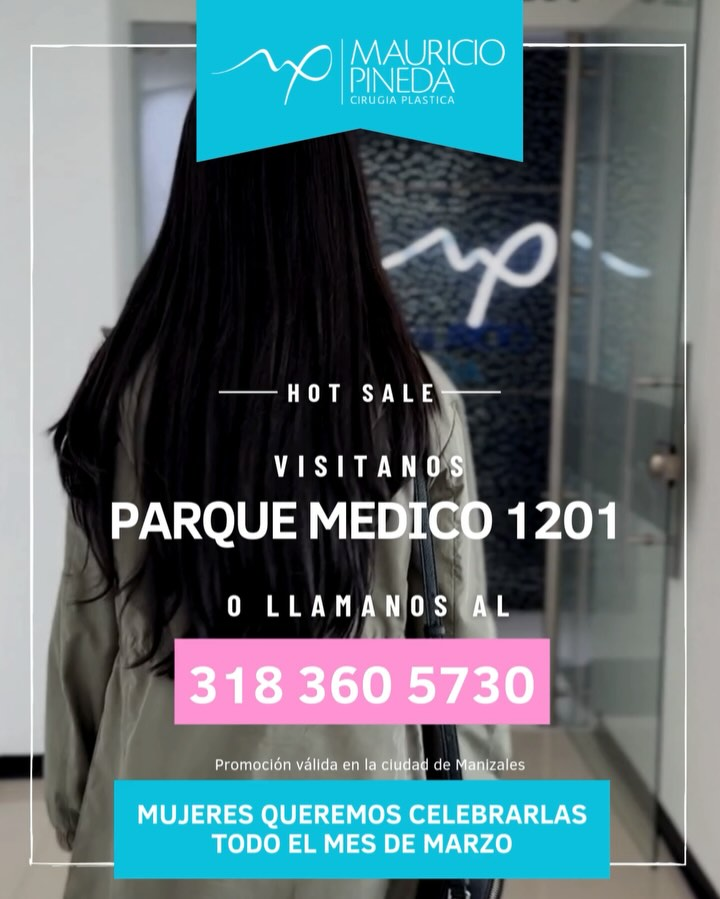 MAURICIO
PINEDA
CIRUGIA PLASTICA
mp
HOT SALE
VISITANOS
PARQUE MEDICO 1201
O LLAMANOS AL
318 360 5730
Promoción válida en la ciudad de Manizales
MUJERES QUEREMOS CELEBRARLAS
TODO EL MES DE MARZO